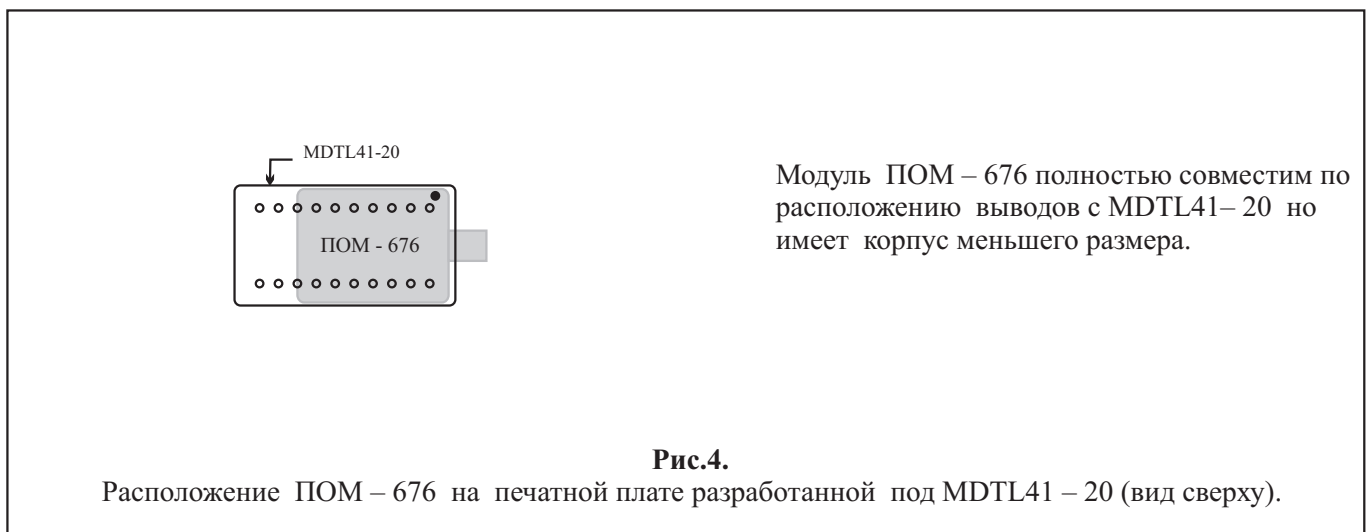 MDTL41-20
ПОМ - 676
Модуль ПОМ – 676 полностью совместим по
расположению выводов с MDTL41– 20 но
имеет корпус меньшего размера.
Рис.4.
Расположение ПОМ – 676 на печатной плате разработанной под MDTL41 – 20 (вид сверху).